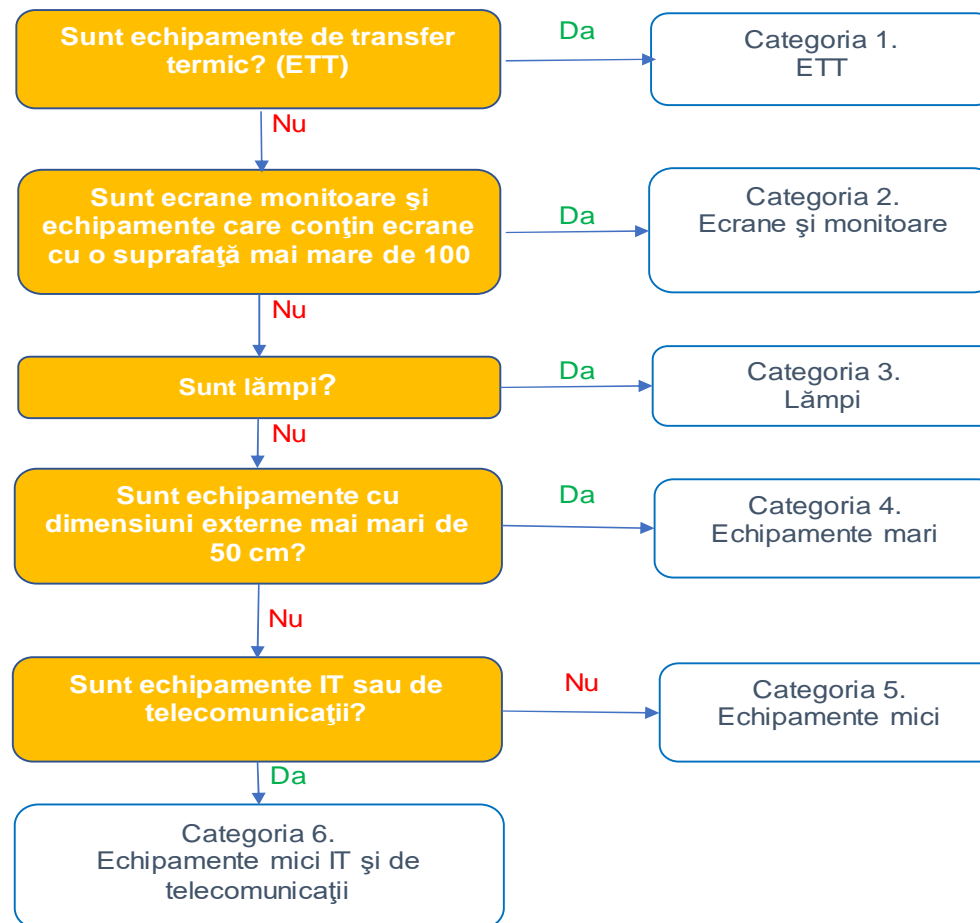 Sunt echipamente de transfer
termic? (ETT)
Da
Categoria 1.
ETT
Nu
Sunt ecrane monitoare şi
echipamente care conţin ecrane
cu o suprafaţă mai mare de 100
Da
Categoria 2.
Ecrane şi monitoare
Nu
Sunt lămpi?
Da
Categoria 3.
Lămpi
Nu
Sunt echipamente cu
dimensiuni externe mai mari de
50 cm?
Da
Categoria 4.
Echipamente mari
Nu
Sunt echipamente IT sau de
telecomunicaţii?
Nu
Categoria 5.
Echipamente mici
Da
Categoria 6.
Echipamente mici IT şi de
telecomunicaţii